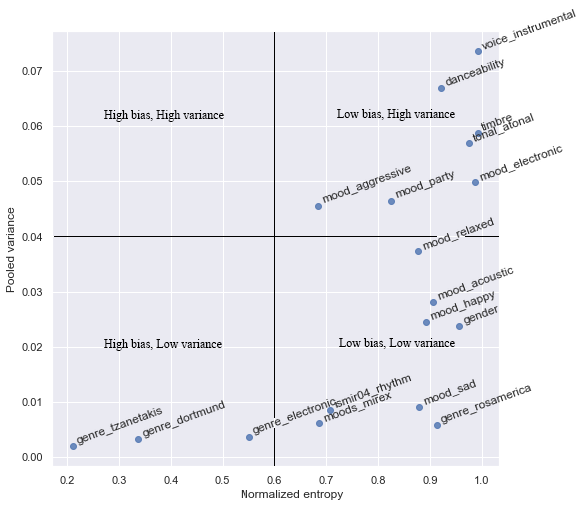 voice_instrumental
0.07
danceability
High bias, High variance
Low bias, High variance
0.06
timbre
tonal_atonal
0.05
mood_electronic
mood_aggressive
mood_party
0.04
mood_relaxed
Pooled variance
0.03
mood_acoustic
mood_happy
gender
High bias, Low variance
Low bias, Low variance
0.02
0.01
genre_tzanetakis
genre_dortmund
genre_electronic
ismir04_rhythm
moods_mirex
mood_sad
genre_rosamerica
0.00
0.2 0.3 0.4 0.5 0.6 0.7 0.8 0.9 1.0
Normalized entropy